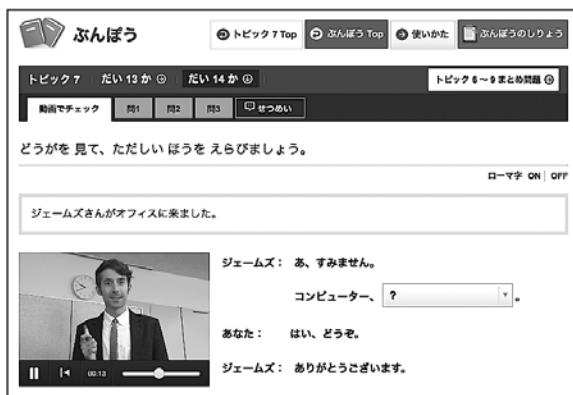 ぶんぽう
トピック 7 Top
ぶんぽう Top
使いかた
ぶんぽうのしりょう
トピック 7 だい 13 か だい 14 か
トピック 6～9 まとめ問題
動画でチェック 問1 問2 問3 せつめい
どうがを 見て、ただしい ほうを えらびましょう。
ローマ字 ON | OFF
ジェームズさんがオフィスに来ました。
ジェームズ： あ、すみません。
コンピューター、 ? 。
あなた： はい、どうぞ。
ジェームズ： ありがとうございます。
00:13